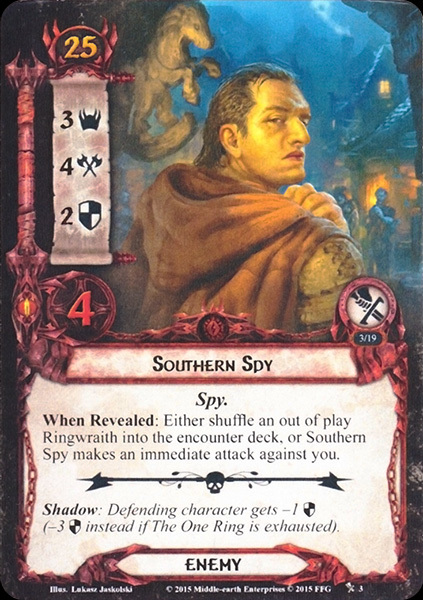 25
3
4
2
4
3/19
Southern Spy
Spy.
When Revealed: Either shuffle an out of play
Ringwraith into the encounter deck, or Southern
Spy makes an immediate attack against you.
Shadow: Defending character gets –1
(–3 instead if The One Ring is exhausted).
ENEMY
Illus. Lukasz Jaskolski © 2015 Middle-earth Enterprises © 2015 FFG 3